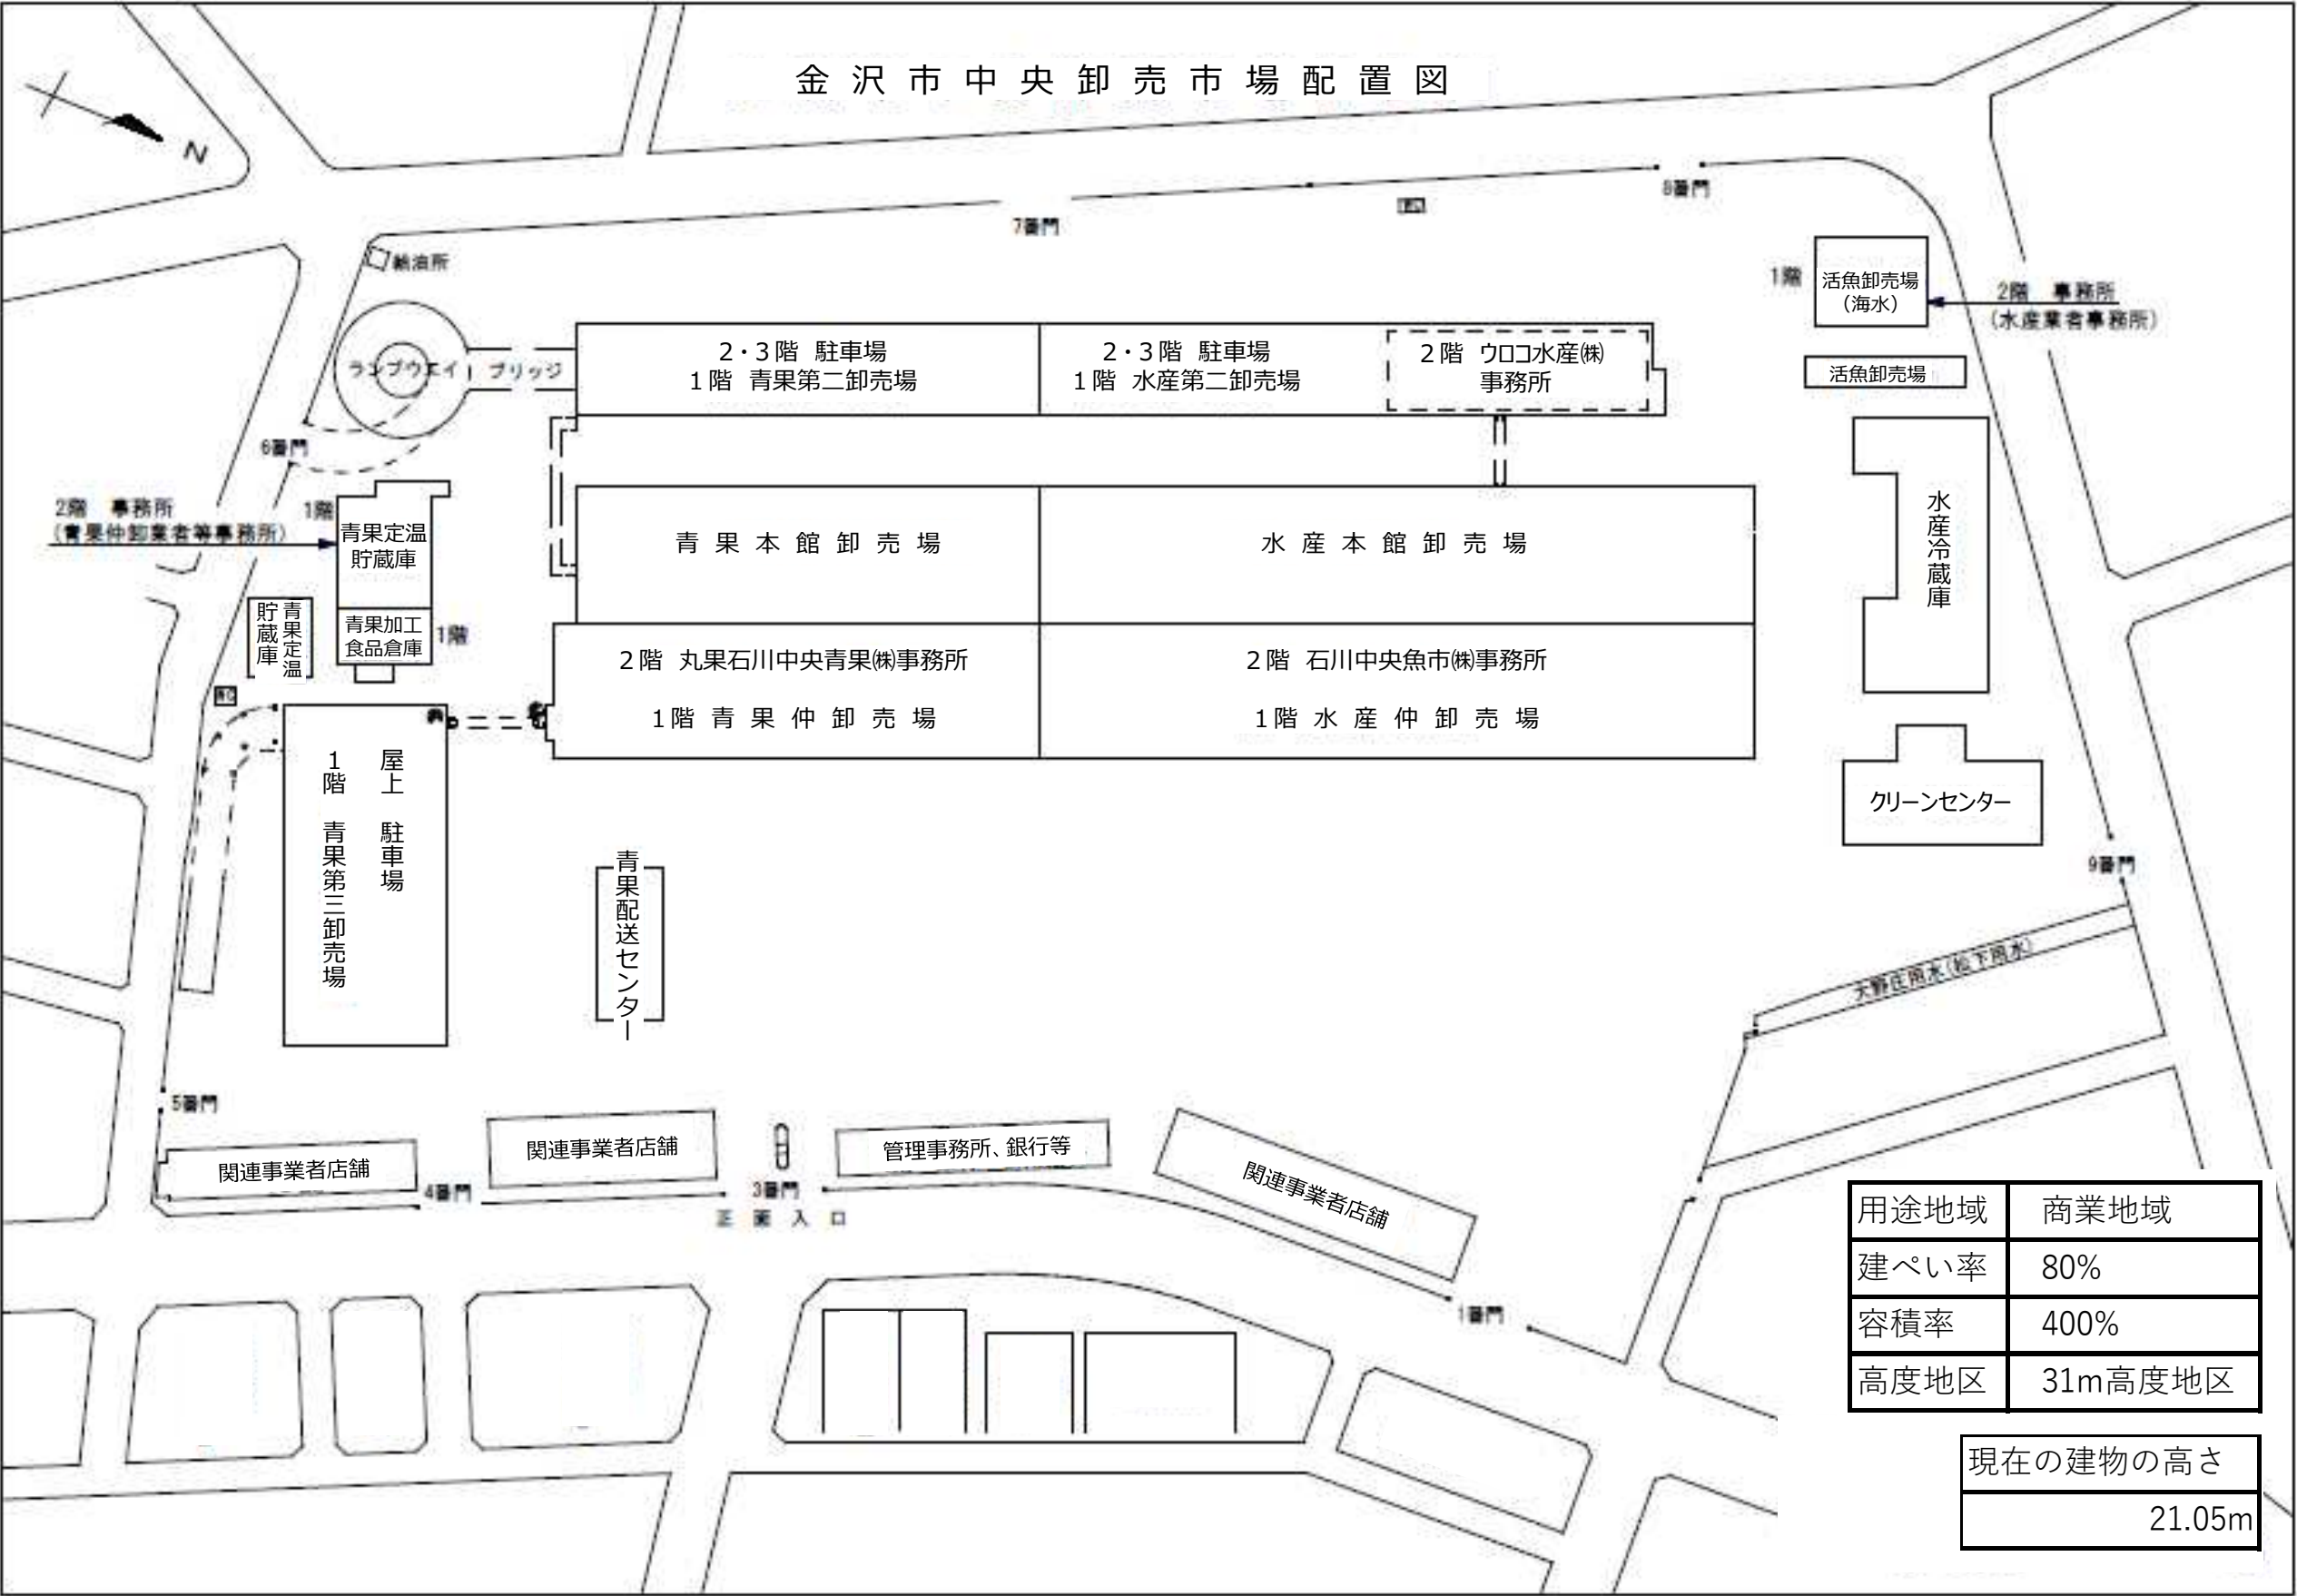 金沢市中央卸売市場配置図
N
8番門
7番門
給油所
1階
活魚卸売場
（海水）
2階 事務所
(水産業者事務所)
2・3階 駐車場
1階 青果第二卸売場
2・3階 駐車場
1階 水産第二卸売場
2階 ウロコ水産㈱
事務所
ランプウエイ
ブリッジ
活魚卸売場
6番門
2階 事務所
(青果仲卸業者等事務所)
1階
青果定温
貯蔵庫
青果本館卸売場
水産本館卸売場
水産冷蔵庫
青果定温
貯蔵庫
青果加工
食品倉庫
1階
2階 丸果石川中央青果㈱事務所
1階 青果仲卸売場
2階 石川中央魚市㈱事務所
1階 水産仲卸売場
屋上 駐車場
1階 青果第三卸売場
クリーンセンター
青果配送センター
9番門
大野庄用水(松下用水)
5番門
関連事業者店舗
4番門
関連事業者店舗
3番門
正面入口
管理事務所、銀行等
関連事業者店舗
1番門
用途地域 商業地域
建ぺい率 80%
容積率 400%
高度地区 31m高度地区
現在の建物の高さ
21.05m